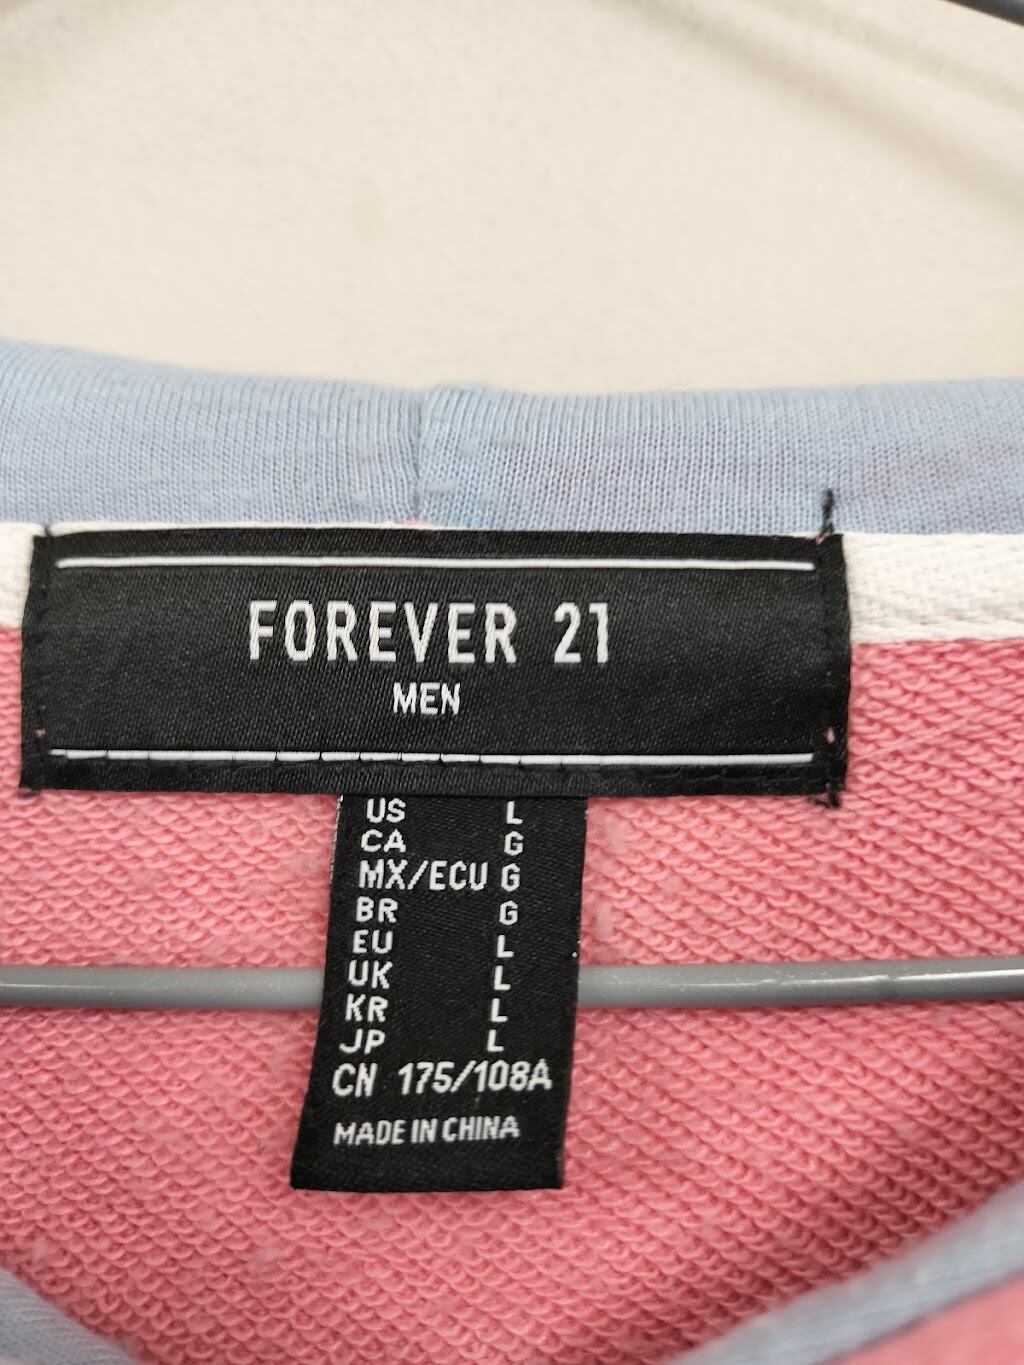 FOREVER 21
MEN
US L
CA G
MX/ECU G
BR G
EU L
UK L
KR L
JP L
CN 175/108A
MADE IN CHINA